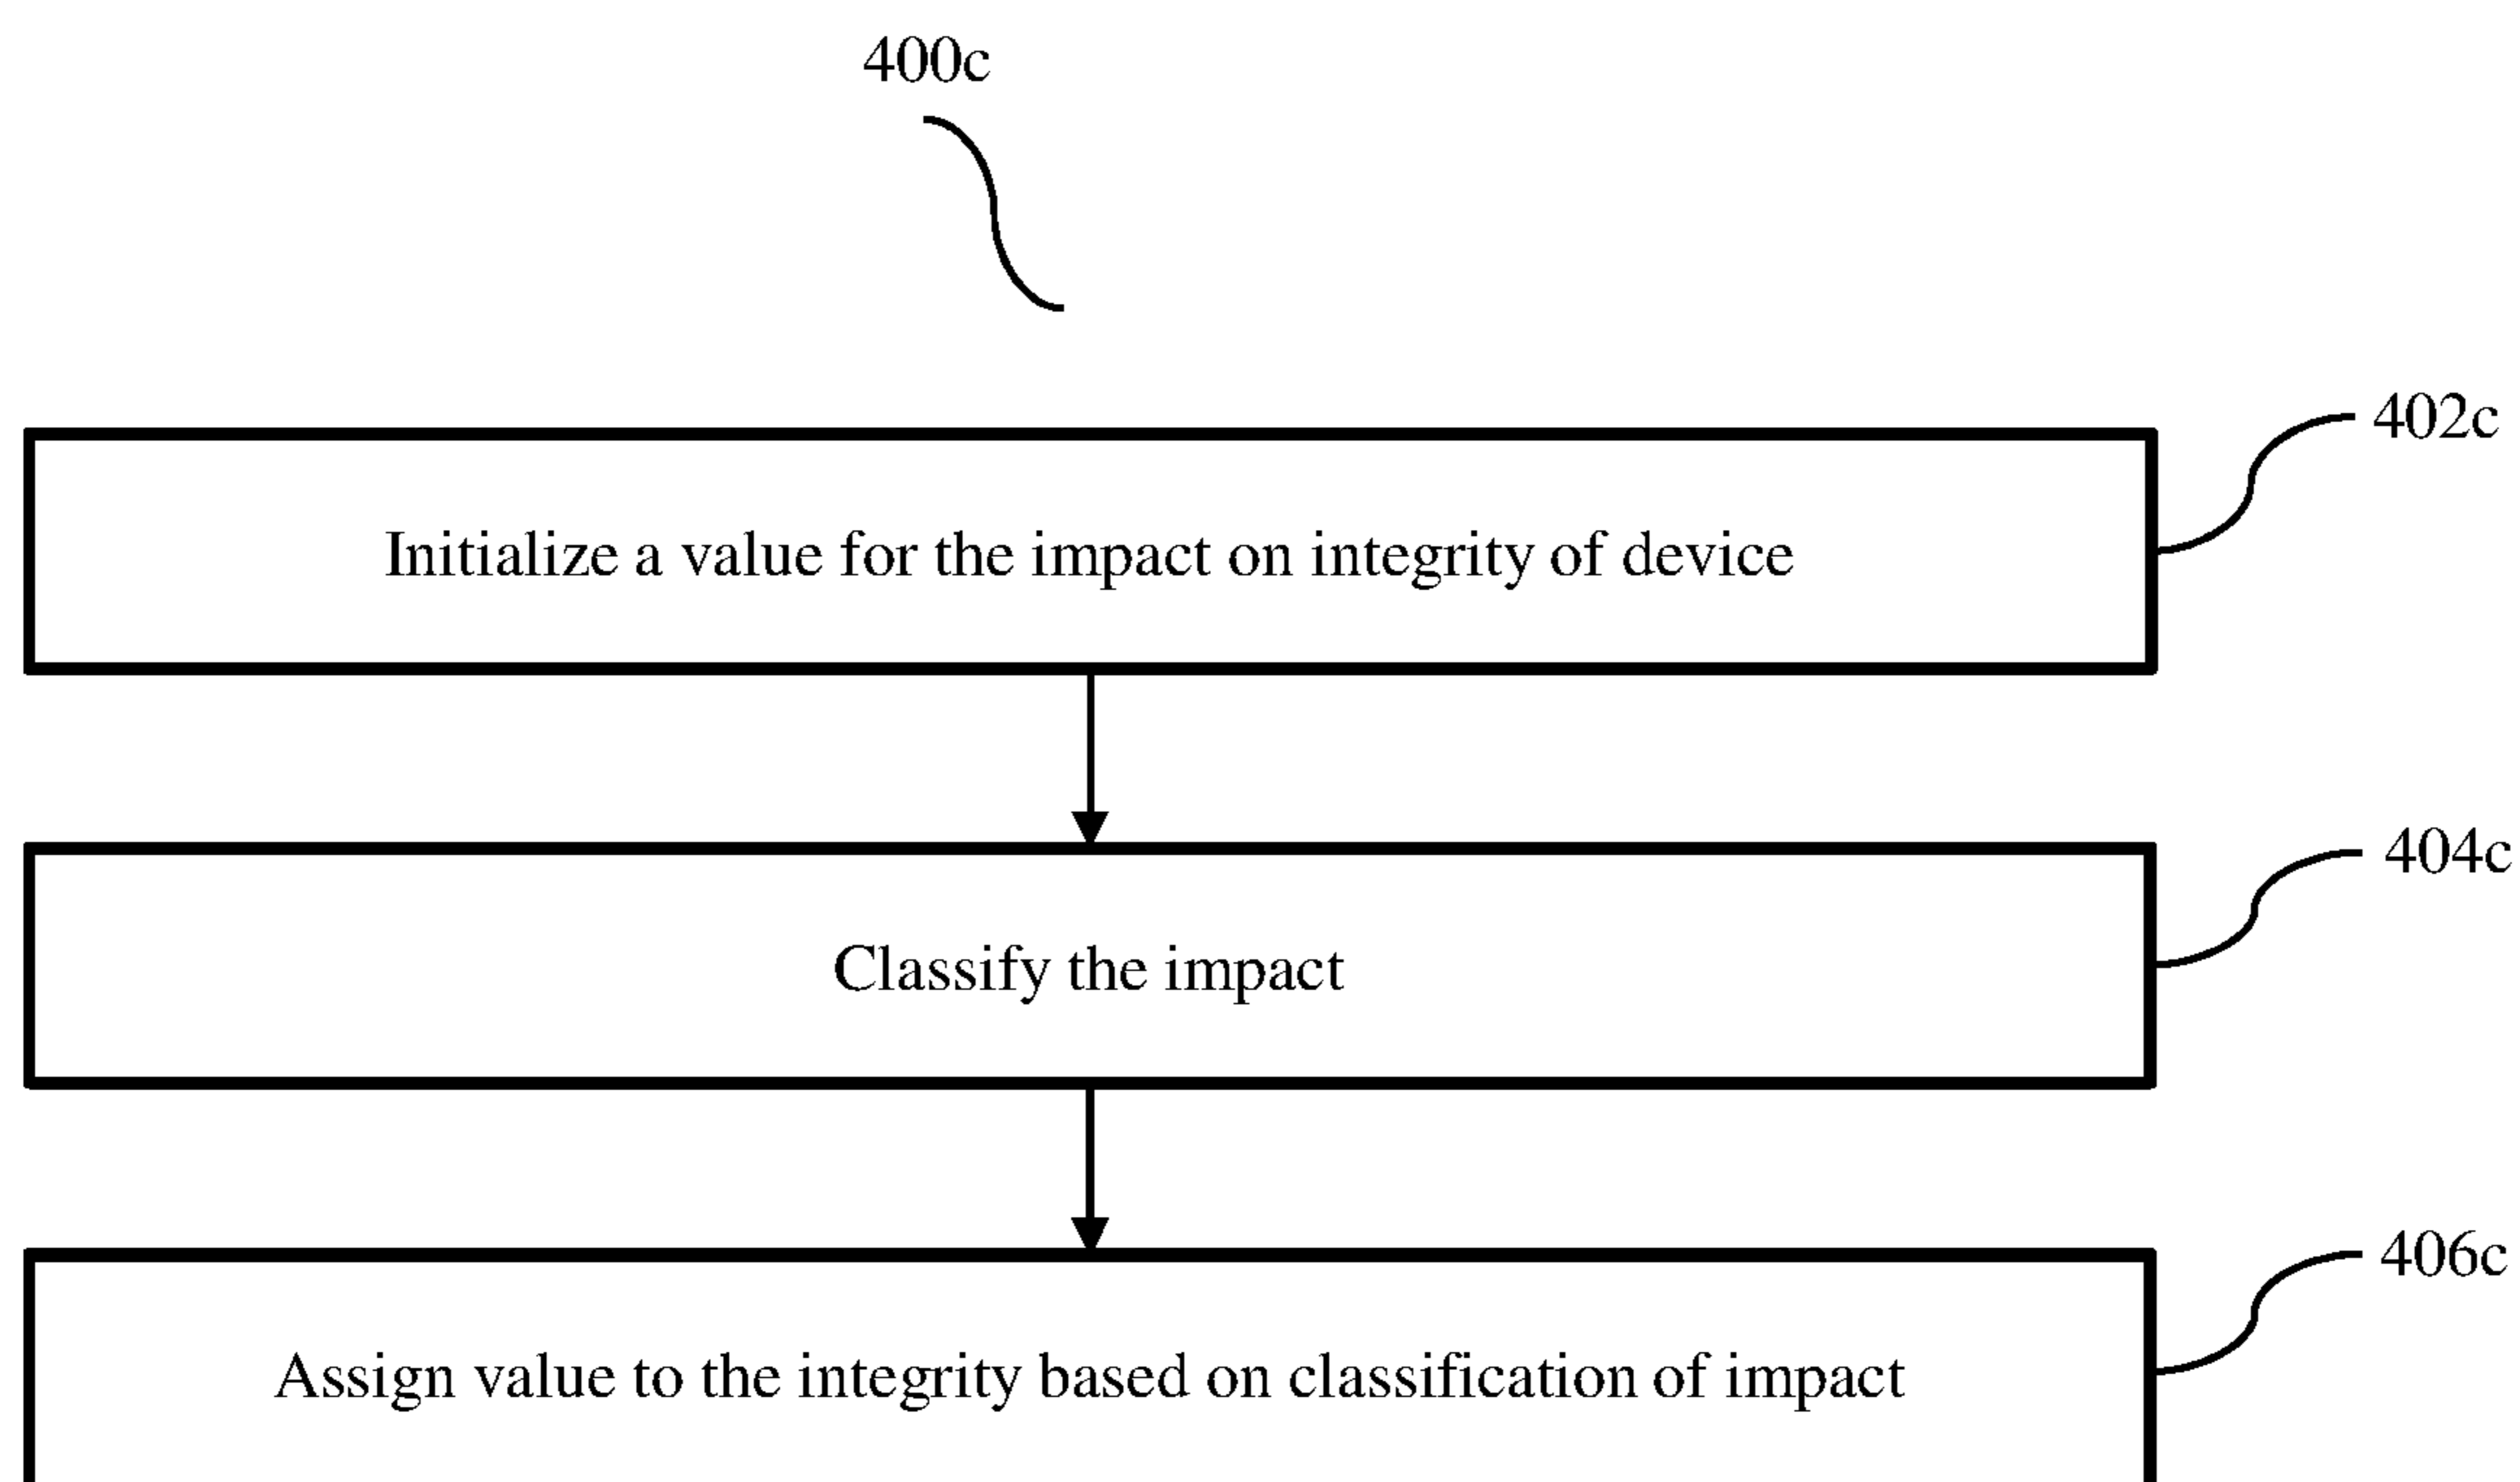 400c
402c
Initialize a value for the impact on integrity of device
404c
Classify the impact
406c
Assign value to the integrity based on classification of impact